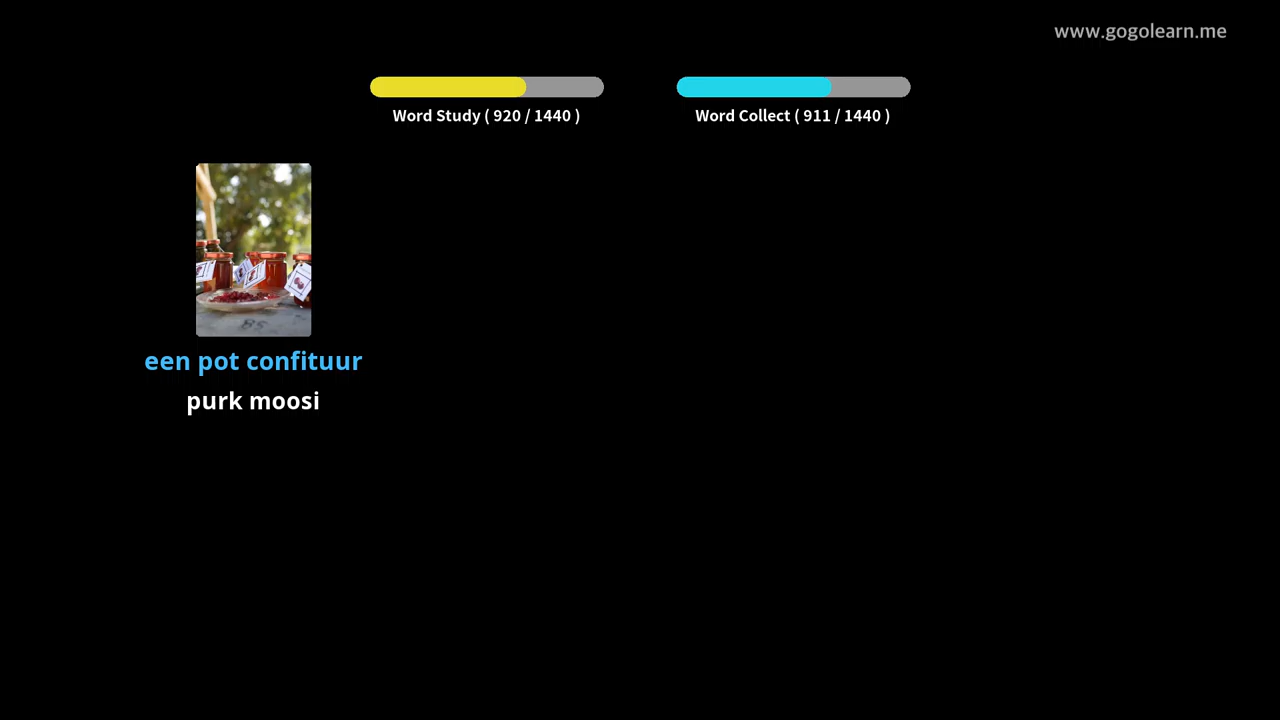 www.gogolearn.me
Word Study ( 920 / 1440 )
Word Collect ( 911 / 1440 )
een pot confituur
purk moosi